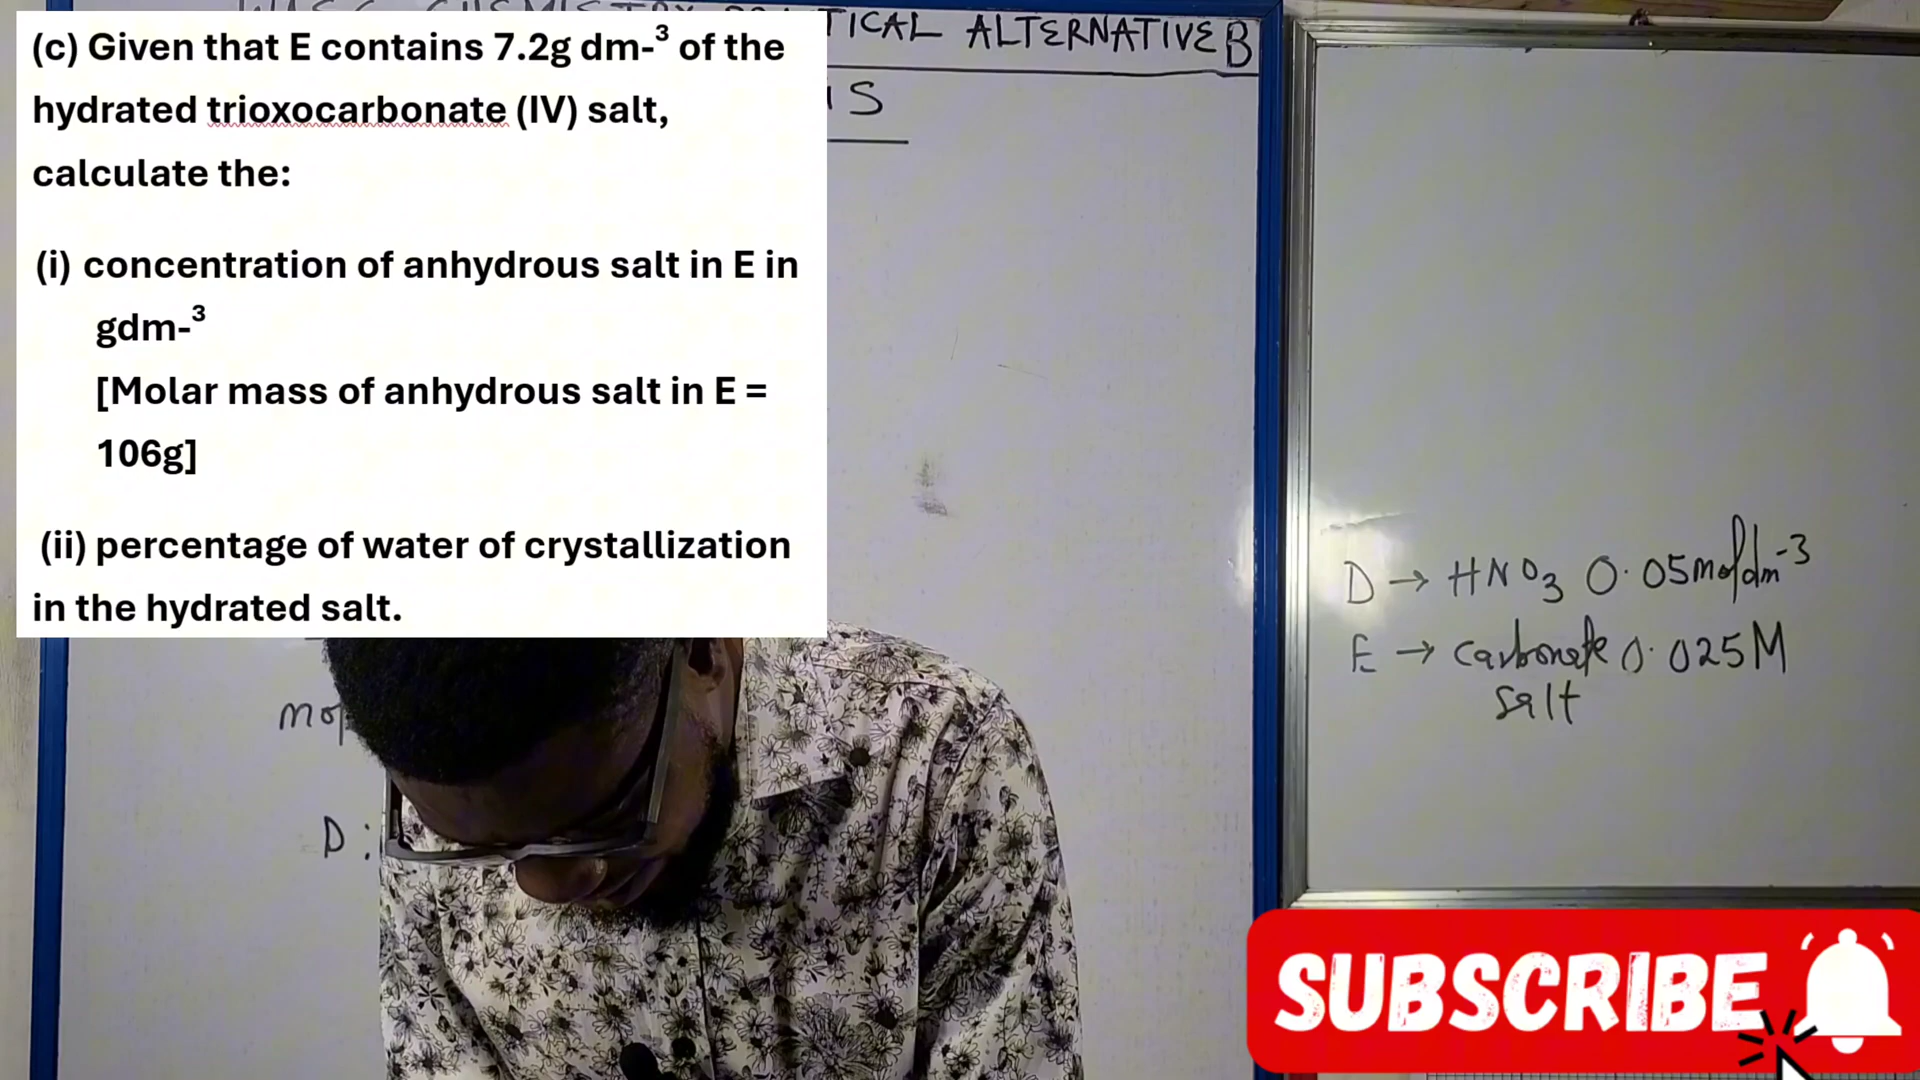 (c) Given that E contains 7.2g dm-³ of the
hydrated trioxocarbonate (IV) salt,
calculate the:
(i) concentration of anhydrous salt in E in
gdm-³
[Molar mass of anhydrous salt in E =
106g]
(ii) percentage of water of crystallization
in the hydrated salt.
ALTERNATIVE B
mol
D:
D → HNO₃ 0.05moldm⁻³
E → carbonate 0.025M
salt
SUBSCRIBE